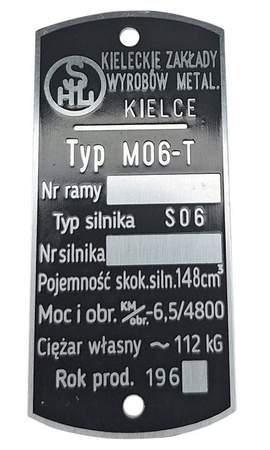 SHL
KIELECKIE ZAKŁADY
WYROBÓW METAL.
KIELCE
Typ M06-T
Nr ramy
Typ silnika S06
Nr silnika
Pojemność skok.siln.148cm³
Moc i obr. KM/obr.-6,5/4800
Ciężar własny ~ 112 kG
Rok prod. 196